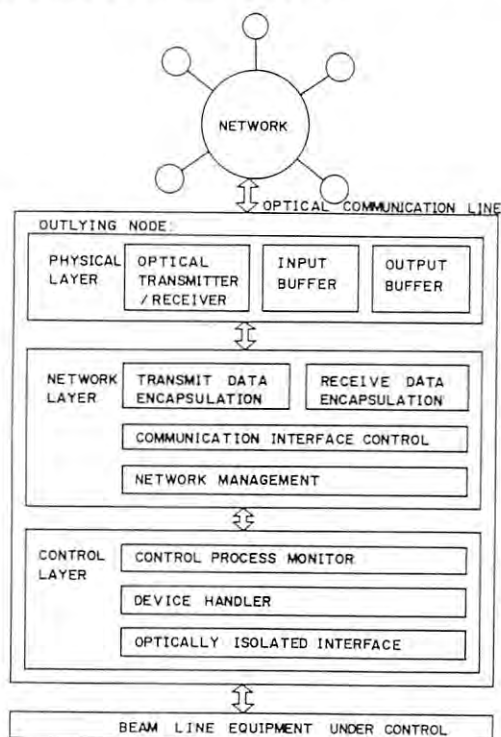 NETWORK
OPTICAL COMMUNICATION LINE
OUTLYING NODE:
PHYSICAL
LAYER
OPTICAL
TRANSMITTER
/ RECEIVER
INPUT
BUFFER
OUTPUT
BUFFER
NETWORK
LAYER
TRANSMIT DATA
ENCAPSULATION
RECEIVE DATA
ENCAPSULATION
COMMUNICATION INTERFACE CONTROL
NETWORK MANAGEMENT
CONTROL
LAYER
CONTROL PROCESS MONITOR
DEVICE HANDLER
OPTICALLY ISOLATED INTERFACE
BEAM LINE EQUIPMENT UNDER CONTROL